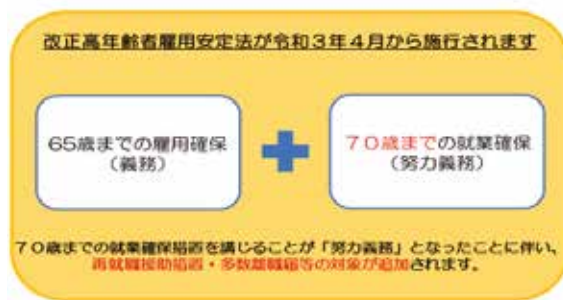 改正高年齢者雇用安定法が令和３年４月から施行されます
65歳までの雇用確保
（義務）
７０歳までの就業確保
（努力義務）
７０歳までの就業確保措置を講じることが「努力義務」となったことに伴い、
再就職援助措置・多数離職届等の対象が追加されます。